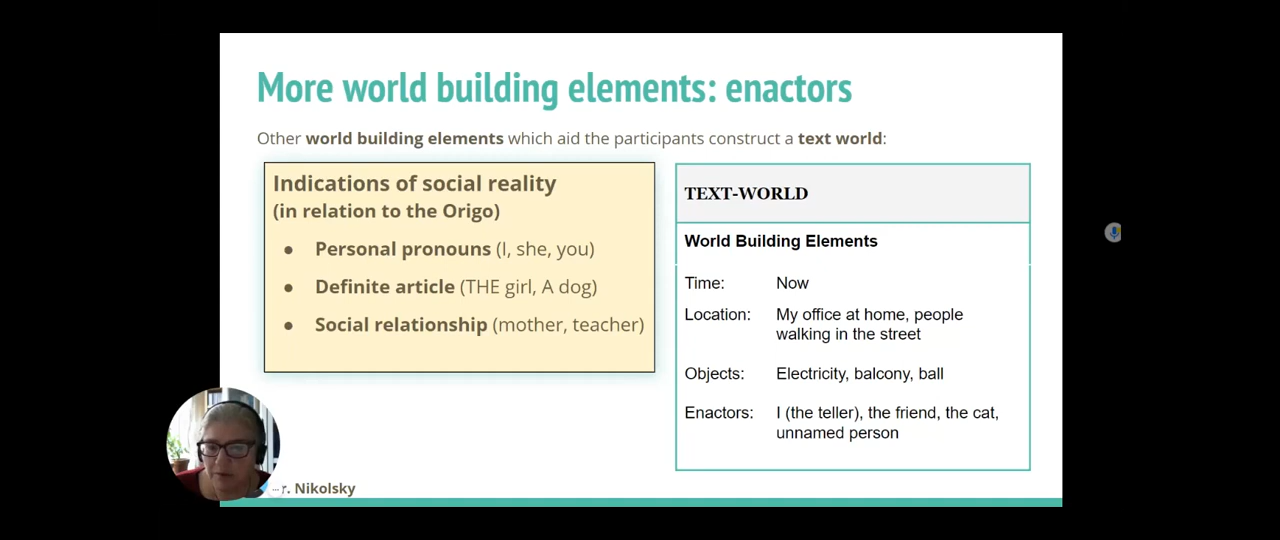 More world building elements: enactors
Other world building elements which aid the participants construct a text world:
Indications of social reality
(in relation to the Origo)
● Personal pronouns (I, she, you)
● Definite article (THE girl, A dog)
● Social relationship (mother, teacher)
TEXT-WORLD
World Building Elements
Time: Now
Location: My office at home, people
walking in the street
Objects: Electricity, balcony, ball
Enactors: I (the teller), the friend, the cat,
unnamed person
r. Nikolsky